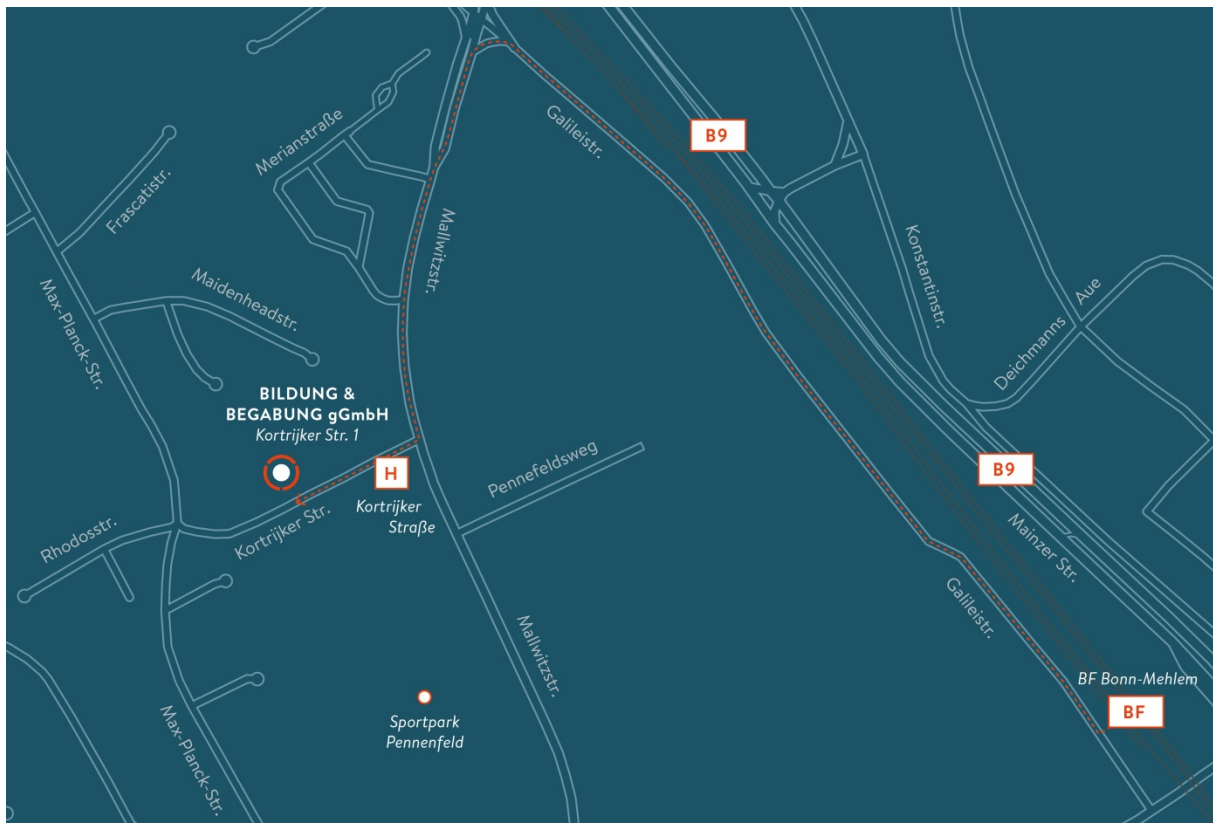 B9
Galileistr.
Merianstraße
Frascatistr.
Mallwitzstr.
Konstantinstr.
Maidenheadstr.
Max-Planck-Str.
Deichmanns Aue
BILDUNG &
BEGABUNG gGmbH
Kortrijker Str. 1
H
Kortrijker
Straße
Pennefeldsweg
B9
Rhodosstr.
Kortrijker Str.
Mainzer Str.
Galileistr.
Mallwitzstr.
BF Bonn-Mehlem
BF
Sportpark
Pennenfeld
Max-Planck-Str.